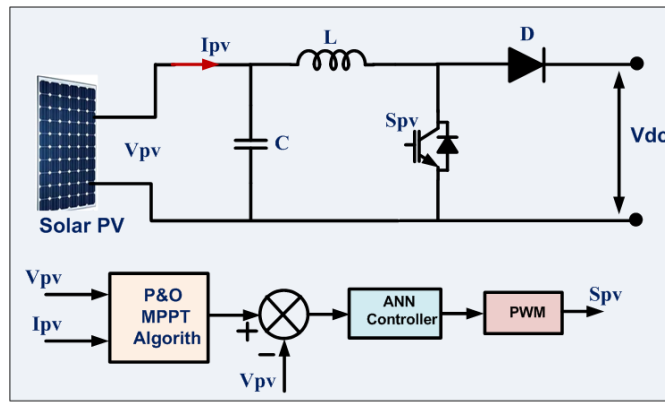 Ipv
L
D
Spv
Vpv
C
Vdc
Solar PV
Vpv
Ipv
P&O
MPPT
Algorith
+
−
Vpv
ANN
Controller
PWM
Spv